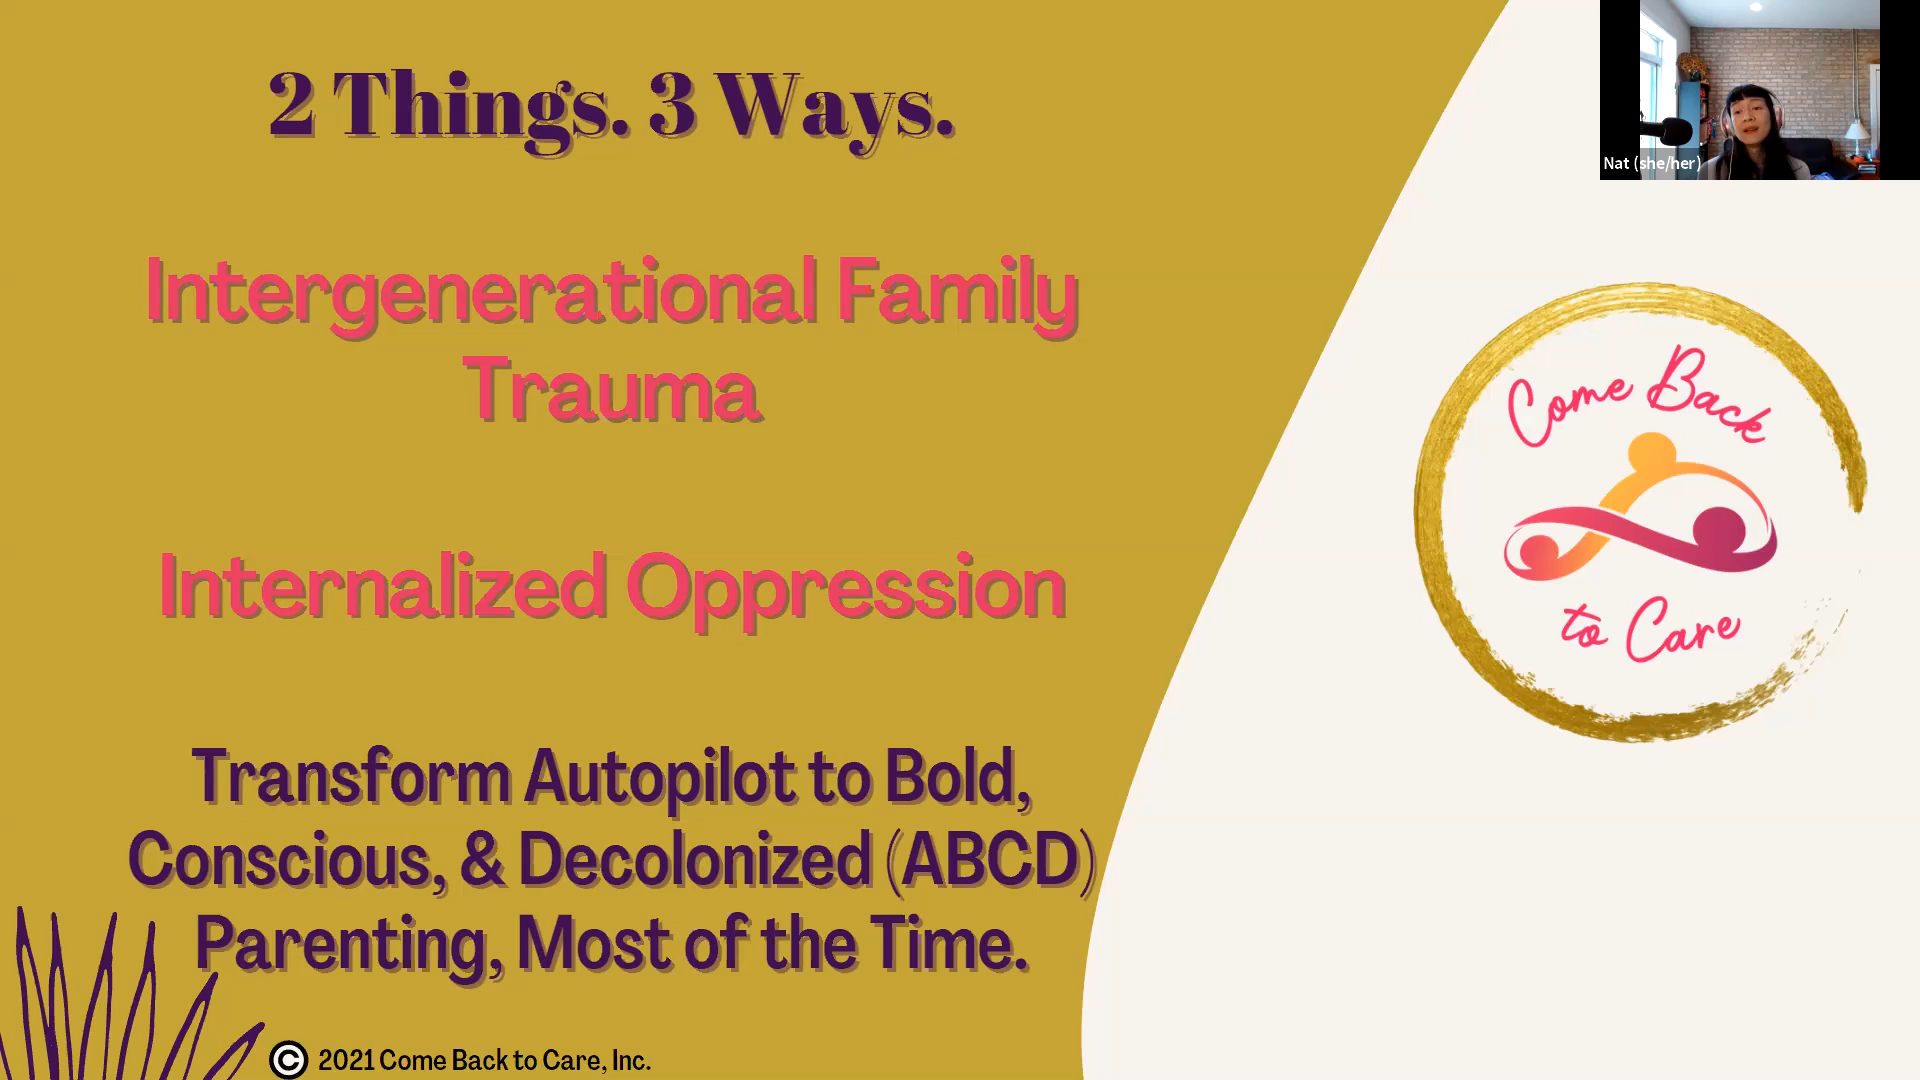 2 Things. 3 Ways.
Intergenerational Family
Trauma
Internalized Oppression
Transform Autopilot to Bold,
Conscious, & Decolonized (ABCD)
Parenting, Most of the Time.
© 2021 Come Back to Care, Inc.
Nat (she/her)
Come Back
to Care